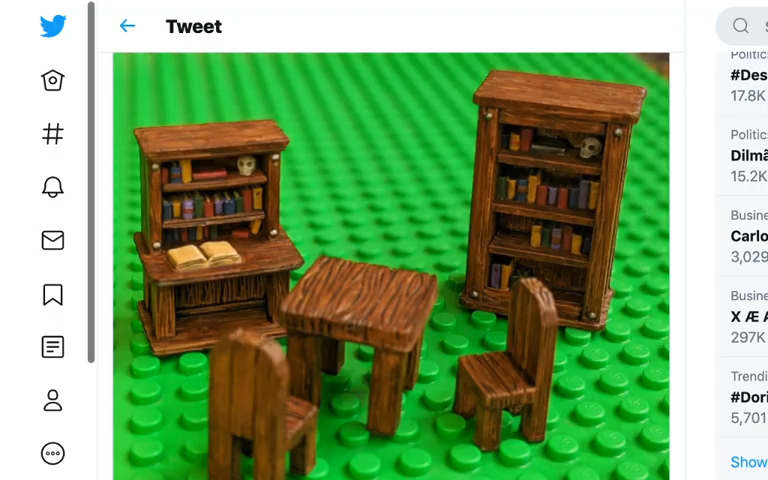 Tweet
#Des
17.8K
Politics
Dilmã
15.2K
Busine
Carlo
3,029
Busine
X Æ A
297K
Trendi
#Dori
5,701
Show